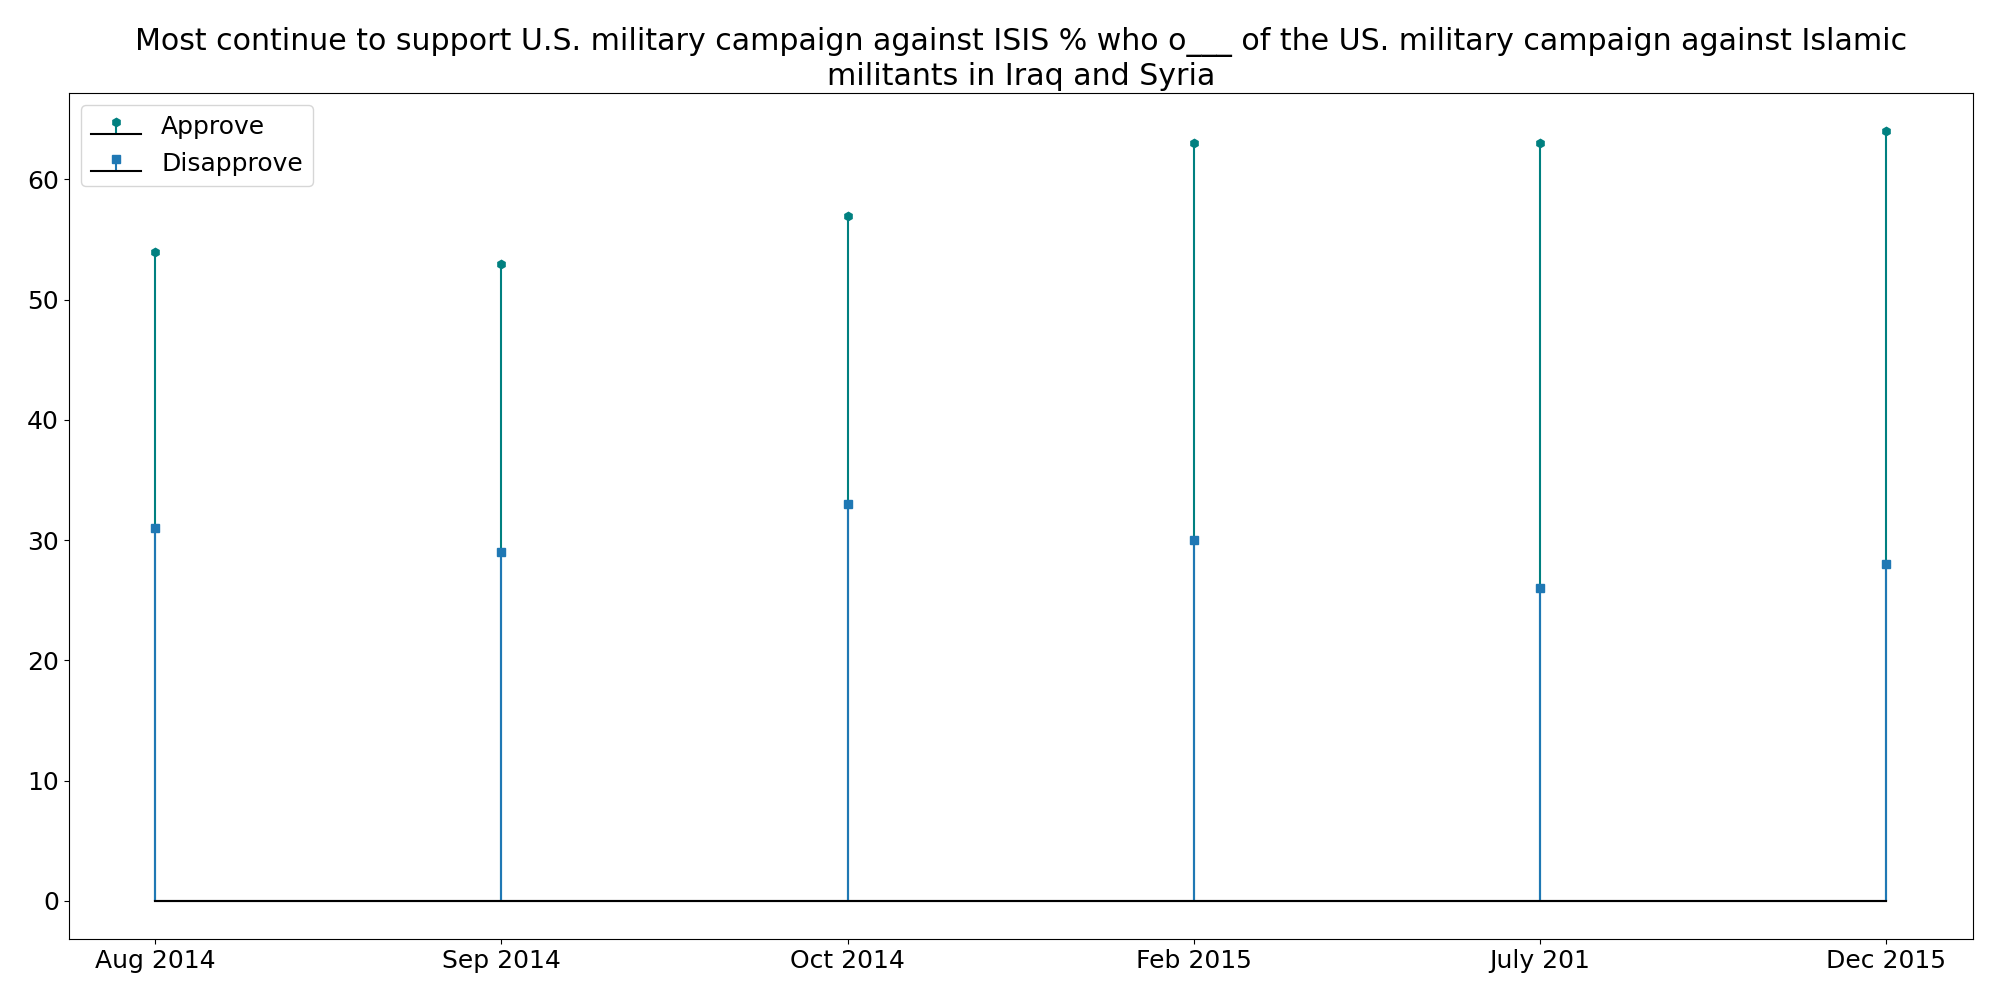 Most continue to support U.S. military campaign against ISIS % who o___ of the US. military campaign against Islamic
militants in Iraq and Syria
Approve
Disapprove
60
50
40
30
20
10
0
Aug 2014 Sep 2014 Oct 2014 Feb 2015 July 201 Dec 2015